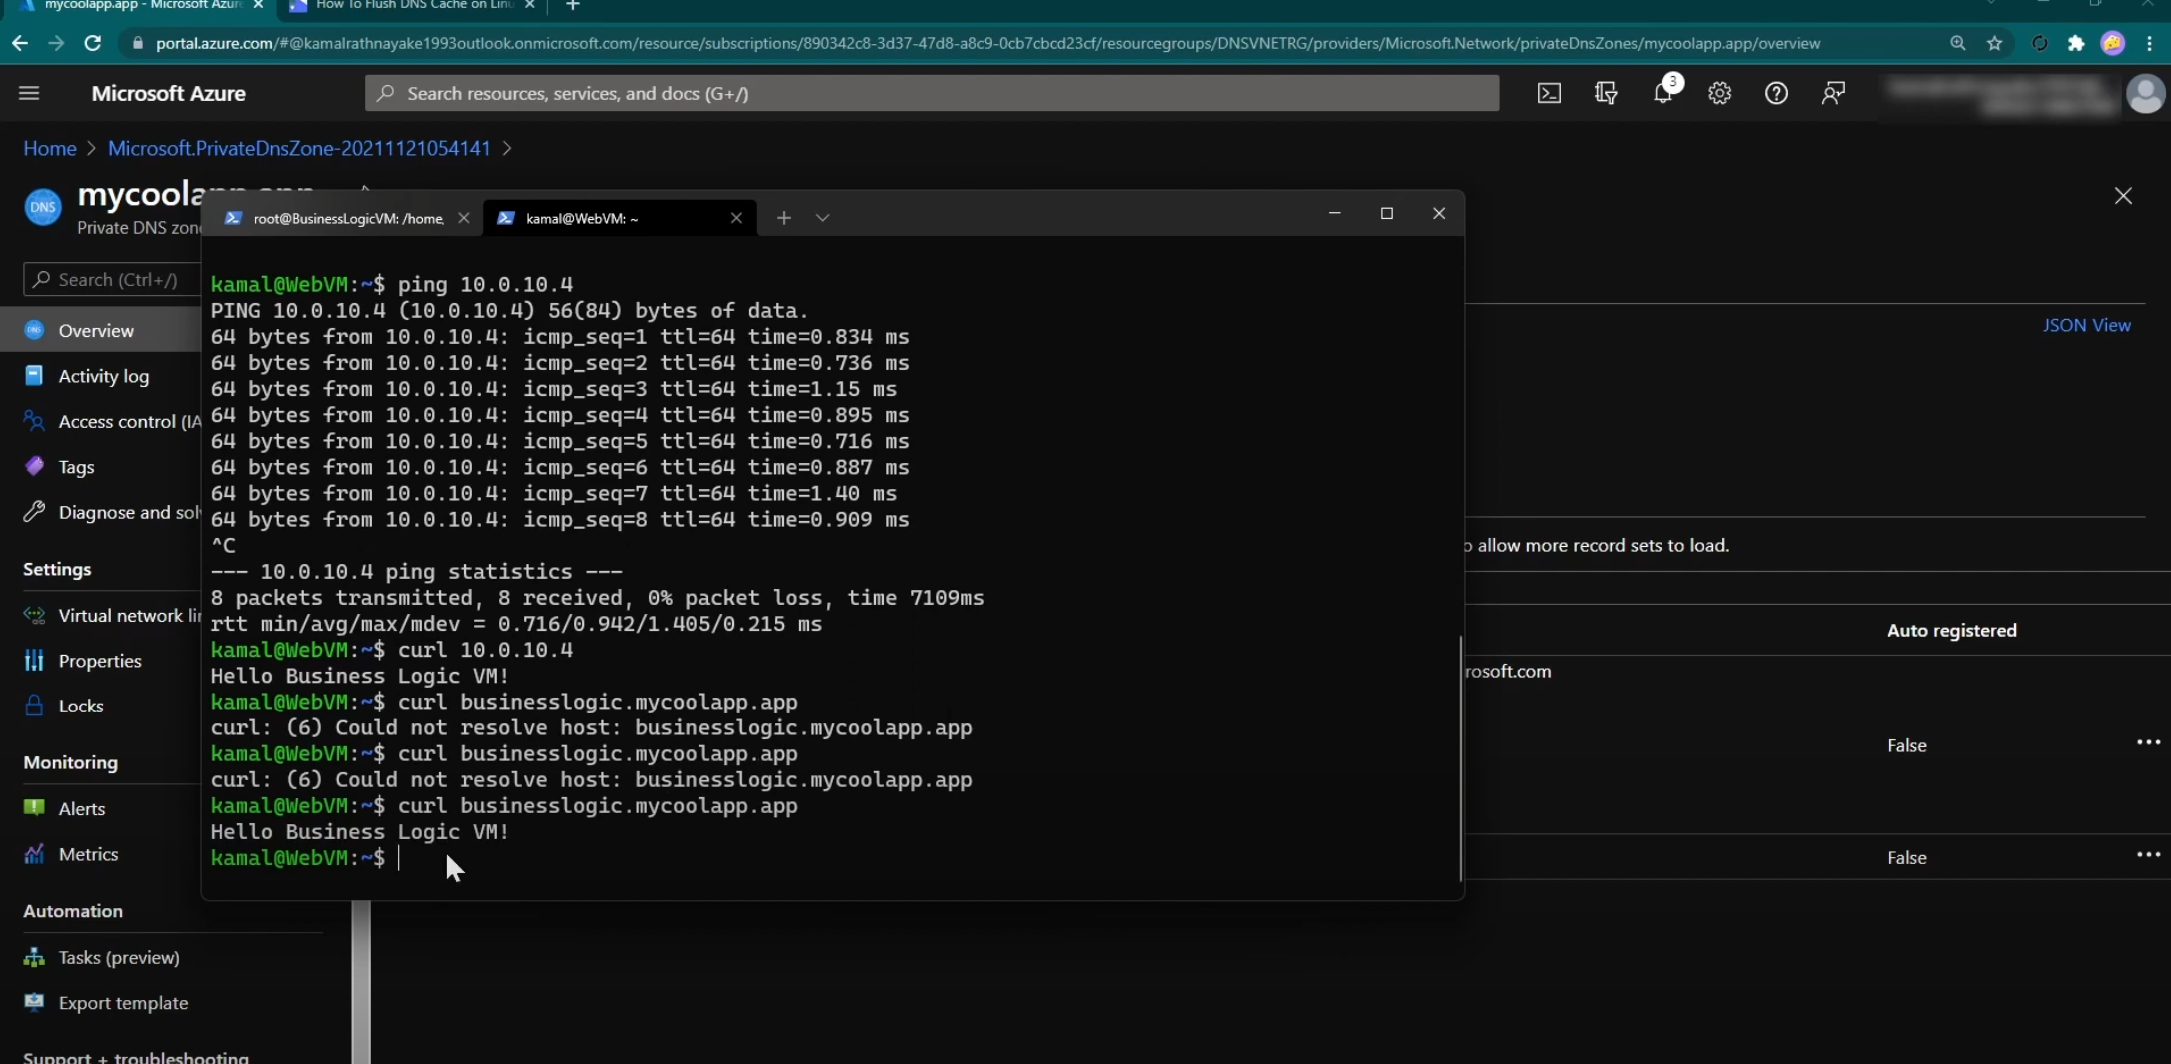 mycoolapp.app - Microsoft Azure
How To Flush DNS Cache on Linu
portal.azure.com/#@kamalrathnayake1993outlook.onmicrosoft.com/resource/subscriptions/890342c8-3d37-47d8-a8c9-0cb7cbcd23cf/resourcegroups/DNSVNETRG/providers/Microsoft.Network/privateDnsZones/mycoolapp.app/overview
Microsoft Azure
Search resources, services, and docs (G+/)
3
Home > Microsoft.PrivateDnsZone-20211121054141 >
DNS
mycoolapp.app
Private DNS zon
root@BusinessLogicVM: /home,
kamal@WebVM: ~
Search (Ctrl+/)
Overview
Activity log
Access control (IA
Tags
Diagnose and sol
Settings
Virtual network li
Properties
Locks
Monitoring
Alerts
Metrics
Automation
Tasks (preview)
Export template
Support + troubleshooting
kamal@WebVM:~$ ping 10.0.10.4
PING 10.0.10.4 (10.0.10.4) 56(84) bytes of data.
64 bytes from 10.0.10.4: icmp_seq=1 ttl=64 time=0.834 ms
64 bytes from 10.0.10.4: icmp_seq=2 ttl=64 time=0.736 ms
64 bytes from 10.0.10.4: icmp_seq=3 ttl=64 time=1.15 ms
64 bytes from 10.0.10.4: icmp_seq=4 ttl=64 time=0.895 ms
64 bytes from 10.0.10.4: icmp_seq=5 ttl=64 time=0.716 ms
64 bytes from 10.0.10.4: icmp_seq=6 ttl=64 time=0.887 ms
64 bytes from 10.0.10.4: icmp_seq=7 ttl=64 time=1.40 ms
64 bytes from 10.0.10.4: icmp_seq=8 ttl=64 time=0.909 ms
^C
--- 10.0.10.4 ping statistics ---
8 packets transmitted, 8 received, 0% packet loss, time 7109ms
rtt min/avg/max/mdev = 0.716/0.942/1.405/0.215 ms
kamal@WebVM:~$ curl 10.0.10.4
Hello Business Logic VM!
kamal@WebVM:~$ curl businesslogic.mycoolapp.app
curl: (6) Could not resolve host: businesslogic.mycoolapp.app
kamal@WebVM:~$ curl businesslogic.mycoolapp.app
curl: (6) Could not resolve host: businesslogic.mycoolapp.app
kamal@WebVM:~$ curl businesslogic.mycoolapp.app
Hello Business Logic VM!
kamal@WebVM:~$
JSON View
o allow more record sets to load.
Auto registered
rosoft.com
False
False